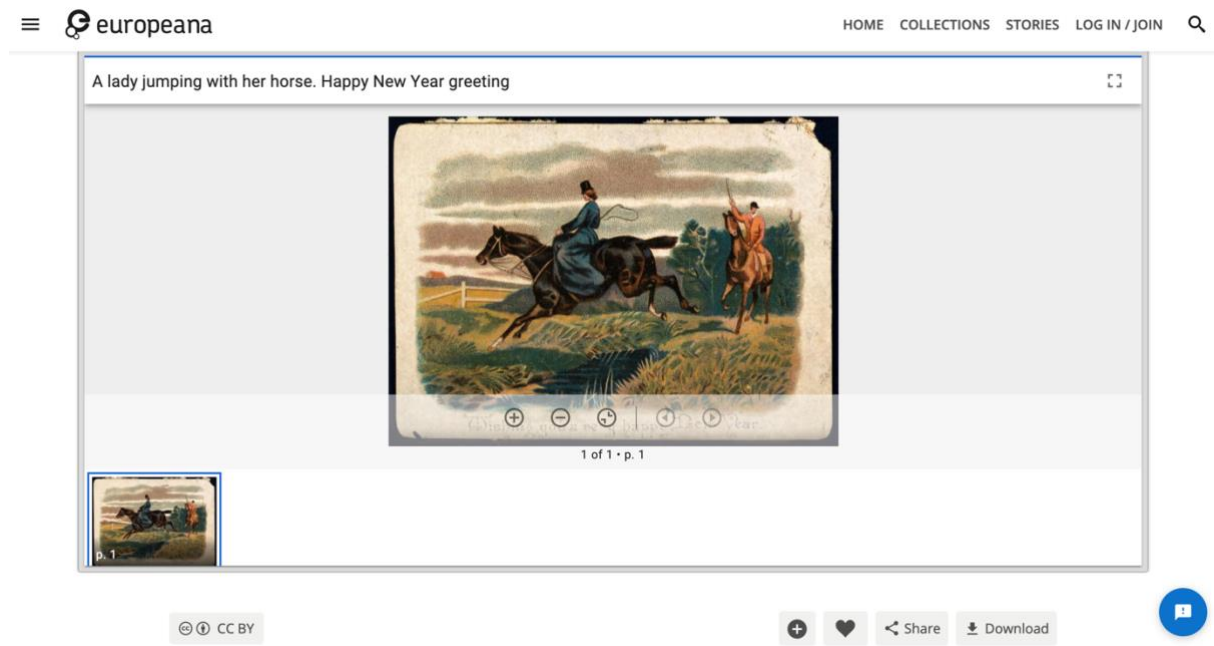 europeana
HOME COLLECTIONS STORIES LOG IN / JOIN
A lady jumping with her horse. Happy New Year greeting
year.
1 of 1 • p. 1
p. 1
CC BY
Share
Download